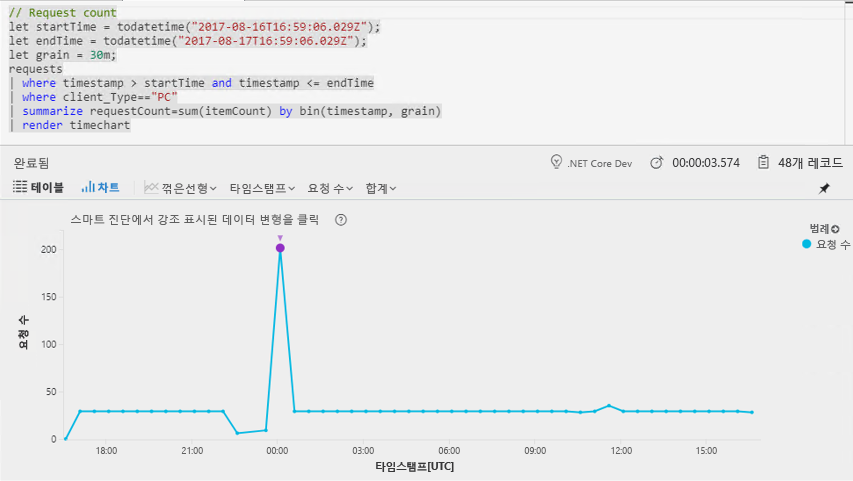 // Request count
let startTime = todatetime("2017-08-16T16:59:06.029Z");
let endTime = todatetime("2017-08-17T16:59:06.029Z");
let grain = 30m;
requests
| where timestamp > startTime and timestamp <= endTime
| where client_Type=="PC"
| summarize requestCount=sum(itemCount) by bin(timestamp, grain)
| render timechart
완료됨 .NET Core Dev 00:00:03.574 48개 레코드
테이블 차트 꺾은선형 타임스탬프 요청 수 합계
스마트 진단에서 강조 표시된 데이터 변형을 클릭 ?
범례
요청 수
200
150
100
50
0
요청 수
18:00 21:00 00:00 03:00 06:00 09:00 12:00 15:00
타임스탬프[UTC]